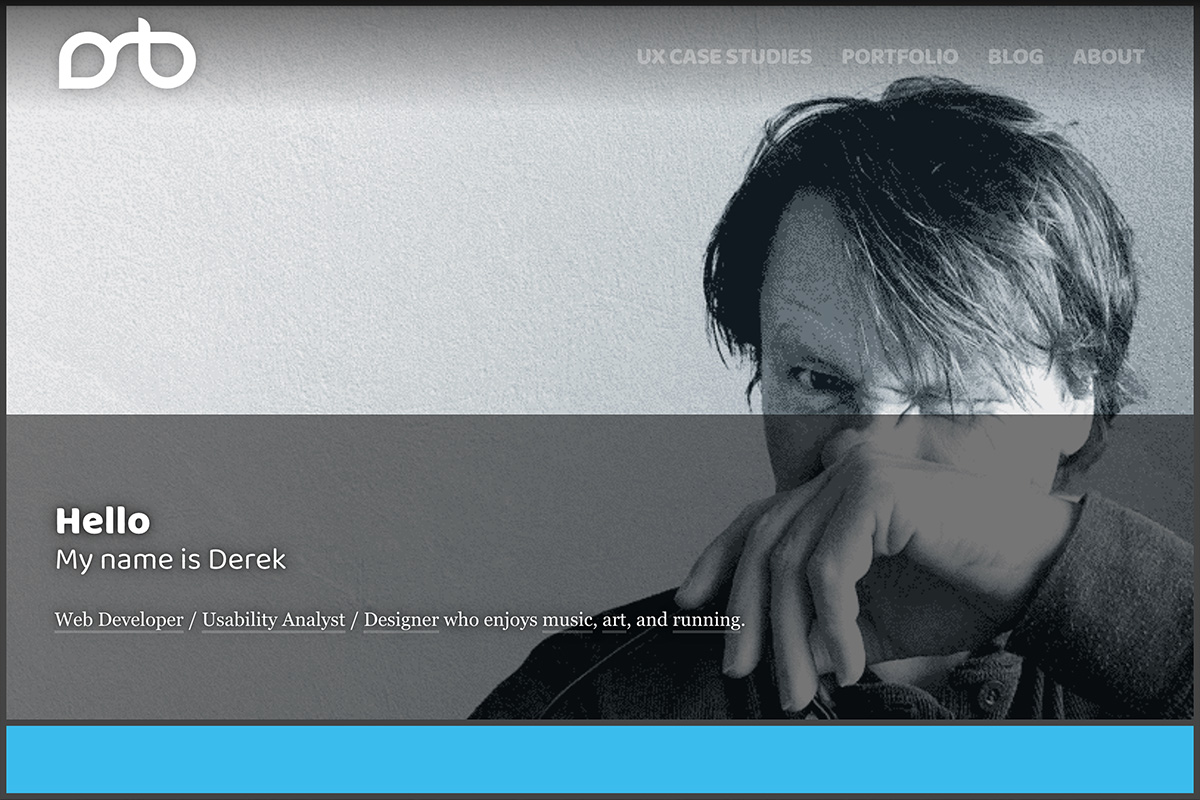 drb
UX CASE STUDIES PORTFOLIO BLOG ABOUT
Hello
My name is Derek
Web Developer / Usability Analyst / Designer who enjoys music, art, and running.